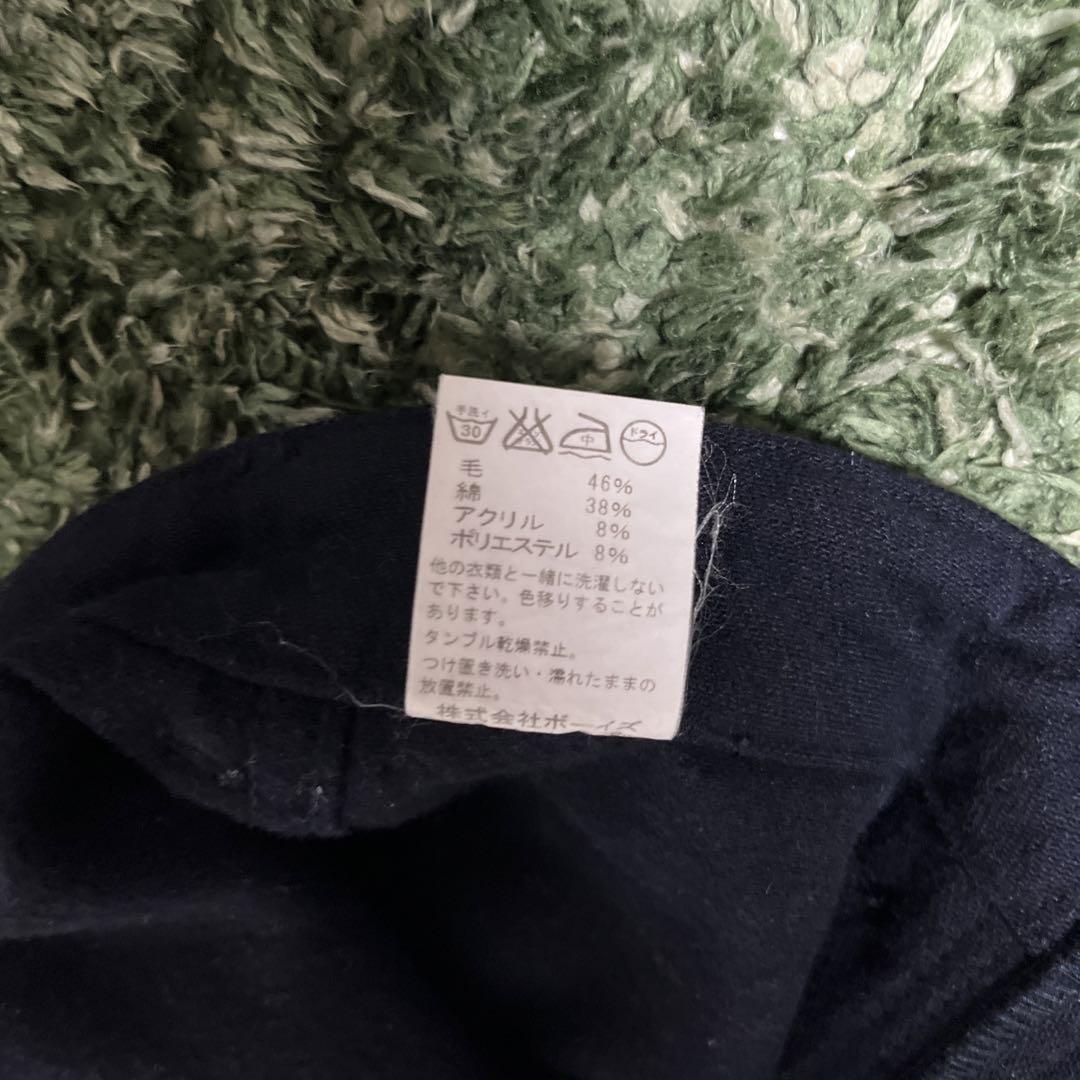 手洗イ
30
中
ドライ
毛 46%
綿 38%
アクリル 8%
ポリエステル 8%
他の衣類と一緒に洗濯しない
で下さい。色移りすることが
あります。
タンブル乾燥禁止。
つけ置き洗い・濡れたままの
放置禁止。
株式会社ボーイズ